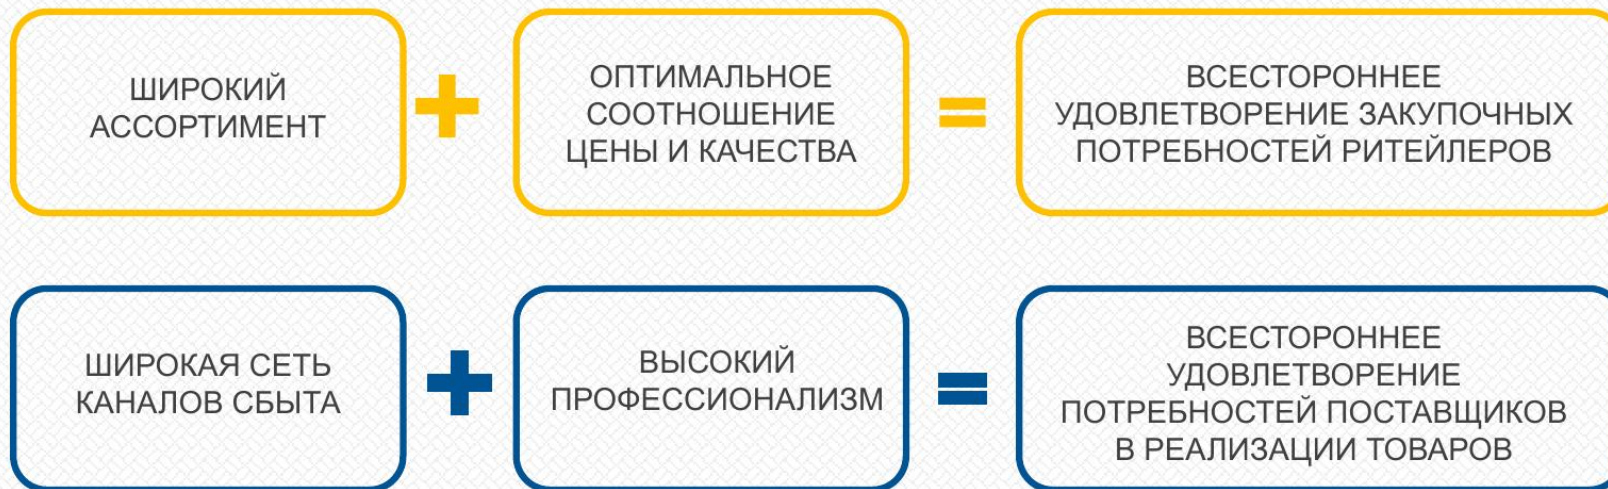 ШИРОКИЙ
АССОРТИМЕНТ
+
ОПТИМАЛЬНОЕ
СООТНОШЕНИЕ
ЦЕНЫ И КАЧЕСТВА
=
ВСЕСТОРОННЕЕ
УДОВЛЕТВОРЕНИЕ ЗАКУПОЧНЫХ
ПОТРЕБНОСТЕЙ РИТЕЙЛЕРОВ
ШИРОКАЯ СЕТЬ
КАНАЛОВ СБЫТА
+
ВЫСОКИЙ
ПРОФЕССИОНАЛИЗМ
=
ВСЕСТОРОННЕЕ
УДОВЛЕТВОРЕНИЕ
ПОТРЕБНОСТЕЙ ПОСТАВЩИКОВ
В РЕАЛИЗАЦИИ ТОВАРОВ